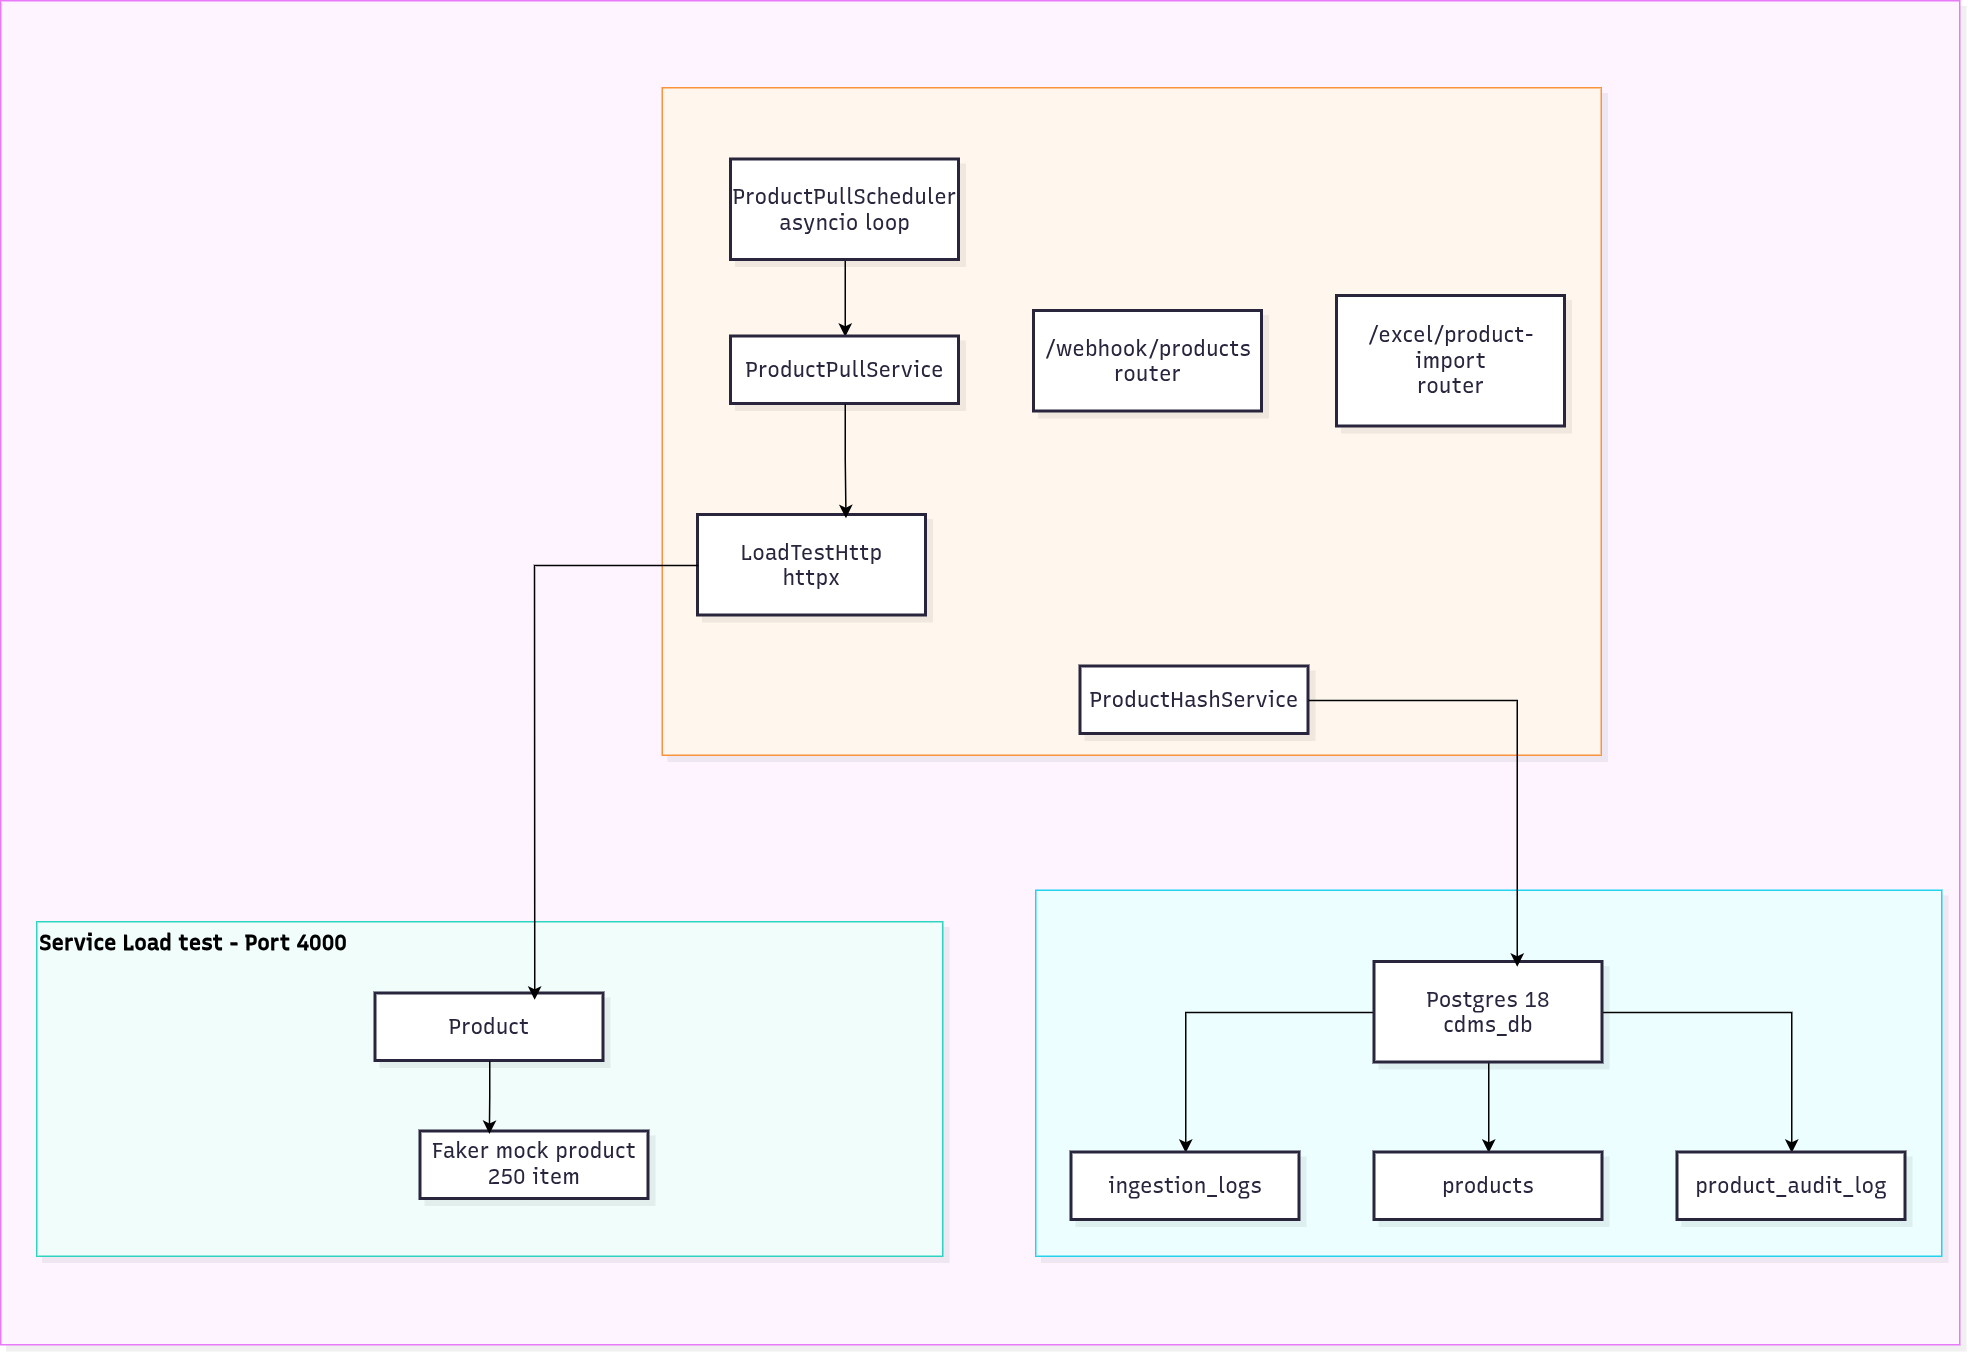 ProductPullScheduler
asyncio loop
ProductPullService
/webhook/products
router
/excel/product-
import
router
LoadTestHttp
httpx
ProductHashService
Service Load test - Port 4000
Product
Faker mock product
250 item
Postgres 18
cdms_db
ingestion_logs
products
product_audit_log